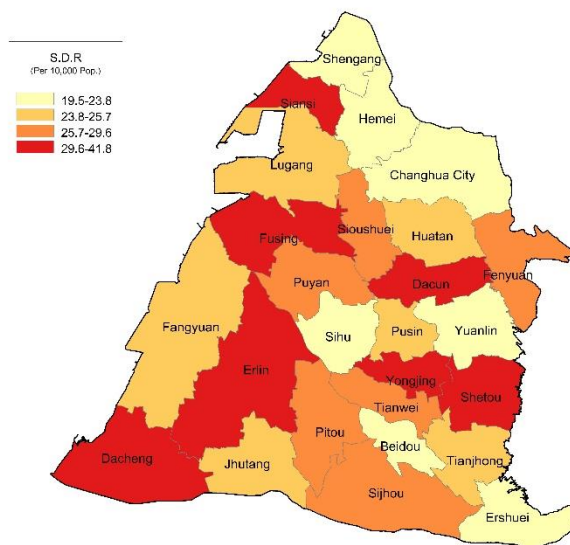 S.D.R
(Per 10,000 Pop.)
19.5-23.8
23.8-25.7
25.7-29.6
29.6-41.8
Shengang
Siansi
Hemei
Lugang
Changhua City
Fusing
Sioushuei
Huatan
Fenyuan
Puyan
Dacun
Fangyuan
Sihu
Pusin
Yuanlin
Erlin
Yongjing
Shetou
Tianwei
Pitou
Beidou
Dacheng
Jhutang
Tianjhong
Sijhou
Ershuei